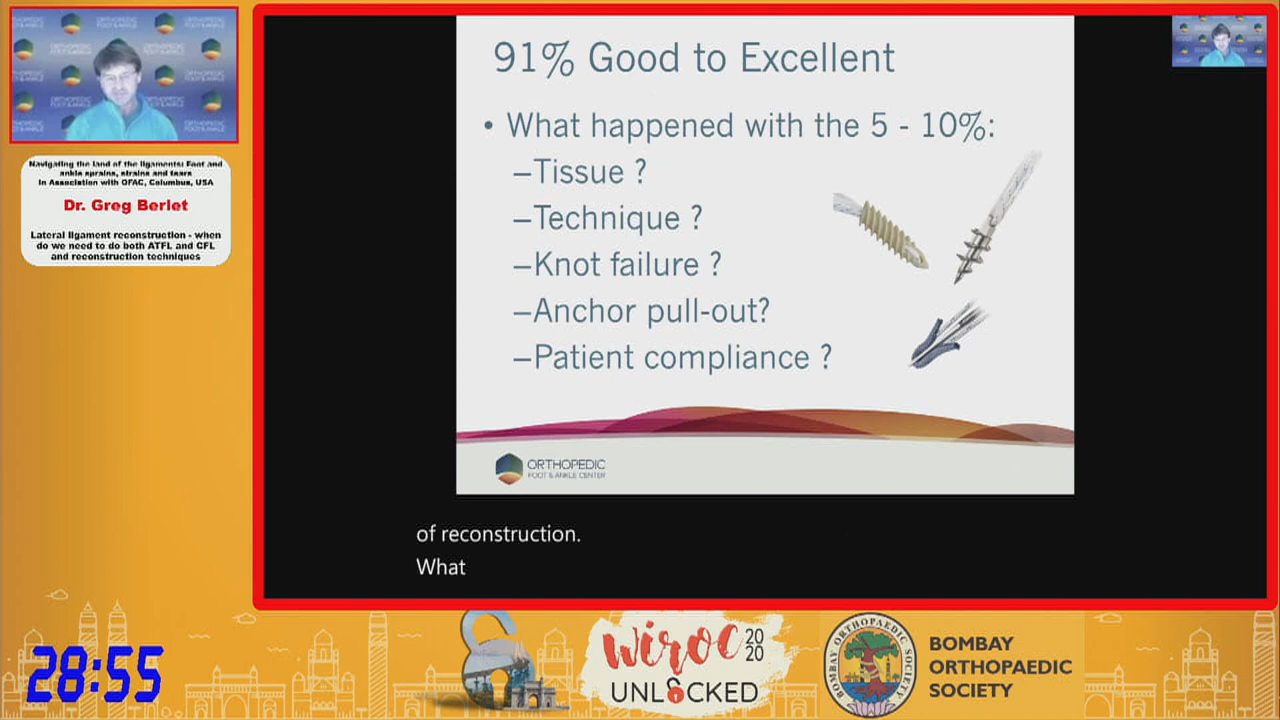 Navigating the land of the ligaments: Foot and
ankle sprains, strains and tears
In Association with OFAC, Columbus, USA
Dr. Greg Berlet
Lateral ligament reconstruction - when
do we need to do both ATFL and CFL
and reconstruction techniques
91% Good to Excellent
• What happened with the 5 - 10%:
–Tissue ?
–Technique ?
–Knot failure ?
–Anchor pull-out?
–Patient compliance ?
ORTHOPEDIC
FOOT & ANKLE CENTER
of reconstruction.
What
28:55
WIROC 2020
UNLOCKED
BOMBAY ORTHOPAEDIC SOCIETY
BOMBAY
ORTHOPAEDIC
SOCIETY